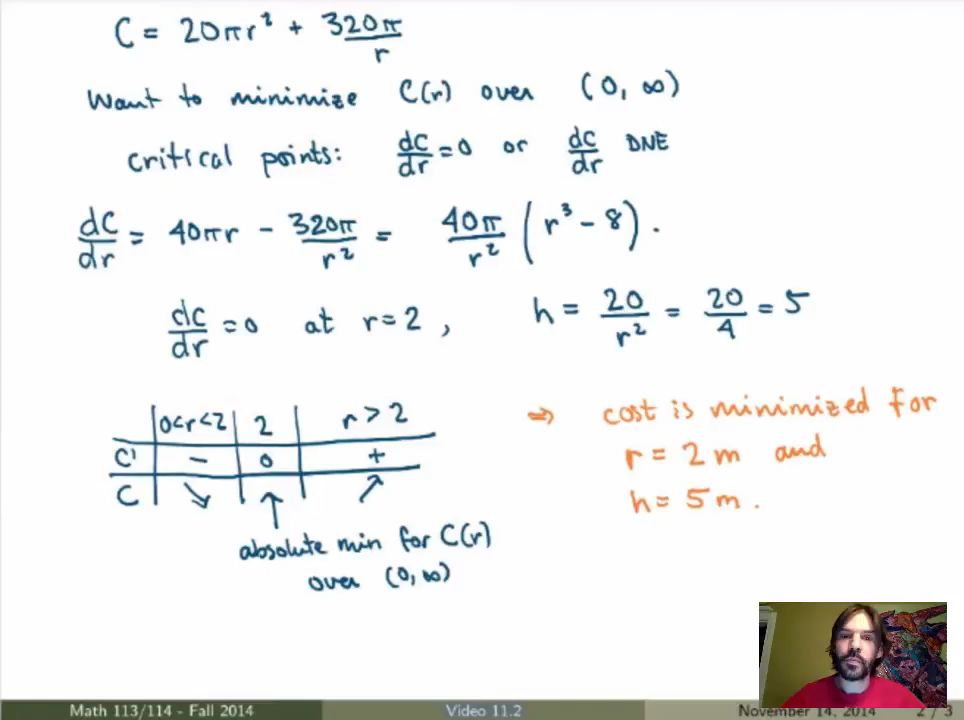 C = 20πr² + 320π/r
Want to minimize C(r) over (0, ∞)
critical points: dC/dr = 0 or dC/dr DNE
dC/dr = 40πr - 320π/r² = 40π/r² (r³ - 8).
dC/dr = 0 at r = 2, h = 20/r² = 20/4 = 5
0<r<2 2 r > 2
C' - 0 +
C ↘ ↑ ↗
absolute min for C(r)
over (0, ∞)
⇒ cost is minimized for
r = 2 m and
h = 5 m.
Math 113/114 - Fall 2014 Video 11.2 November 14, 2014 2 / 3